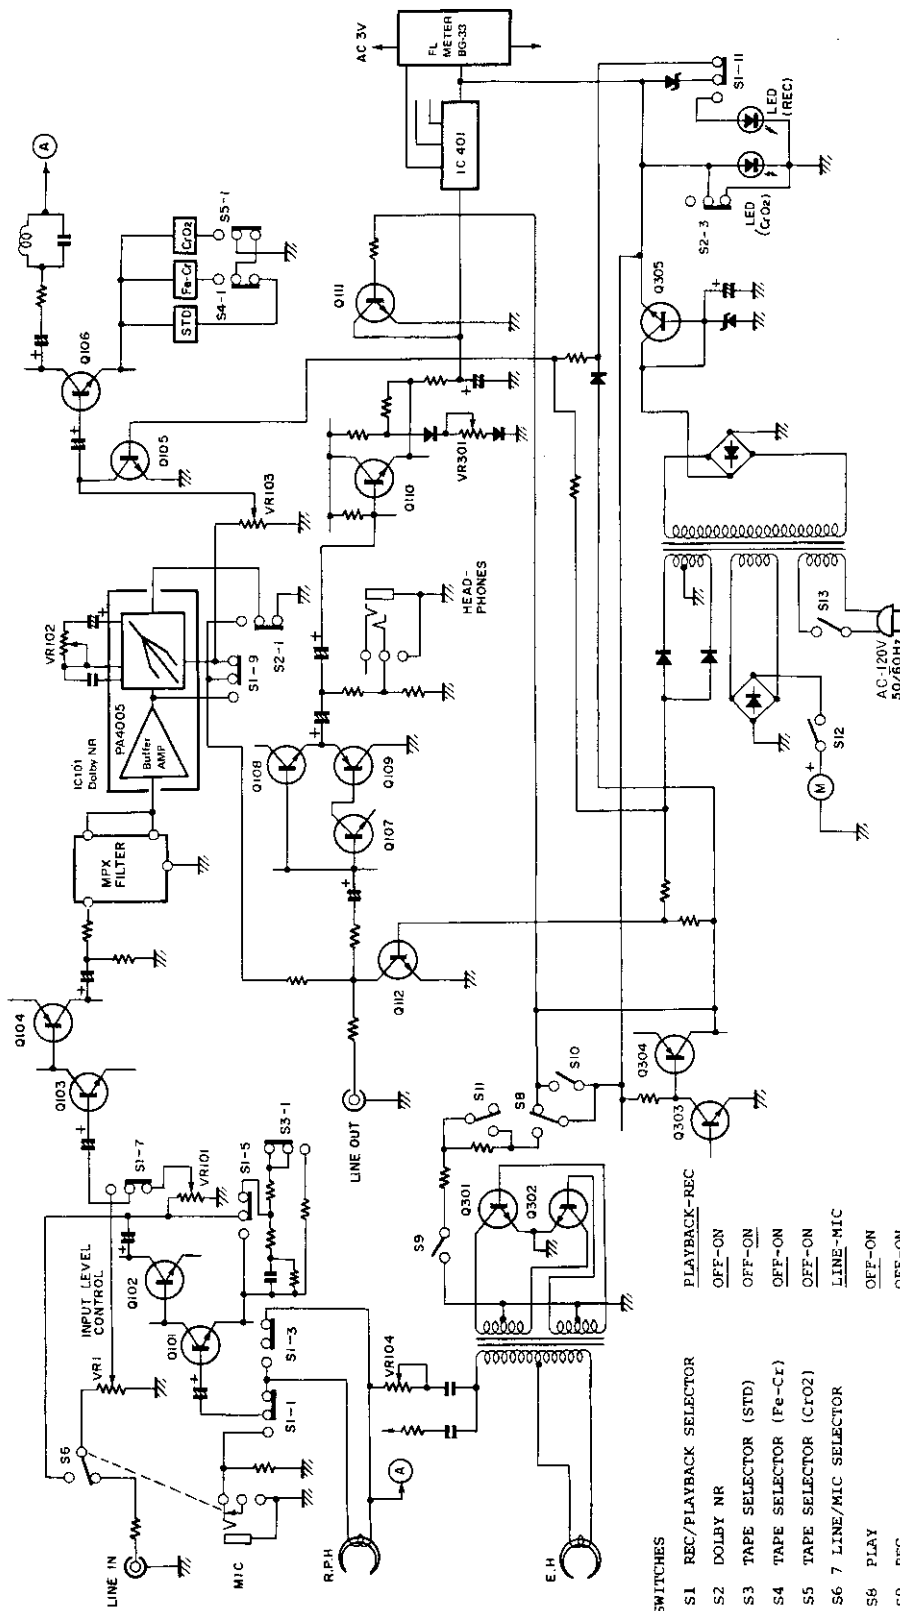 LINE IN
S6
VR1
INPUT LEVEL
CONTROL
MIC
R.P.H
E.H
A
Q101
Q102
S1-1
S1-3
S1-5
S1-7
VR101
S3-1
VR104
Q103
Q104
MPX
FILTER
IC101
Dolby NR
PA4005
Buffer
AMP
VR102
S1-9
S2-1
VR103
D105
Q106
STD
Fe-Cr
CrO2
S4-1
S5-1
A
LINE OUT
Q107
Q108
Q109
Q112
HEAD-
PHONES
Q110
VR301
Q111
IC 401
FL
METER
BG-33
AC 3V
S9
S11
S8
S10
Q301
Q302
Q303
Q304
M
S12
S13
AC-120V
50/60Hz
Q305
S2-3
LED
(CrO2)
LED
(REC)
S1-11
SWITCHES
S1 REC/PLAYBACK SELECTOR PLAYBACK-REC
S2 DOLBY NR OFF-ON
S3 TAPE SELECTOR (STD) OFF-ON
S4 TAPE SELECTOR (Fe-Cr) OFF-ON
S5 TAPE SELECTOR (CrO2) OFF-ON
S6 7 LINE/MIC SELECTOR LINE-MIC
S8 PLAY OFF-ON